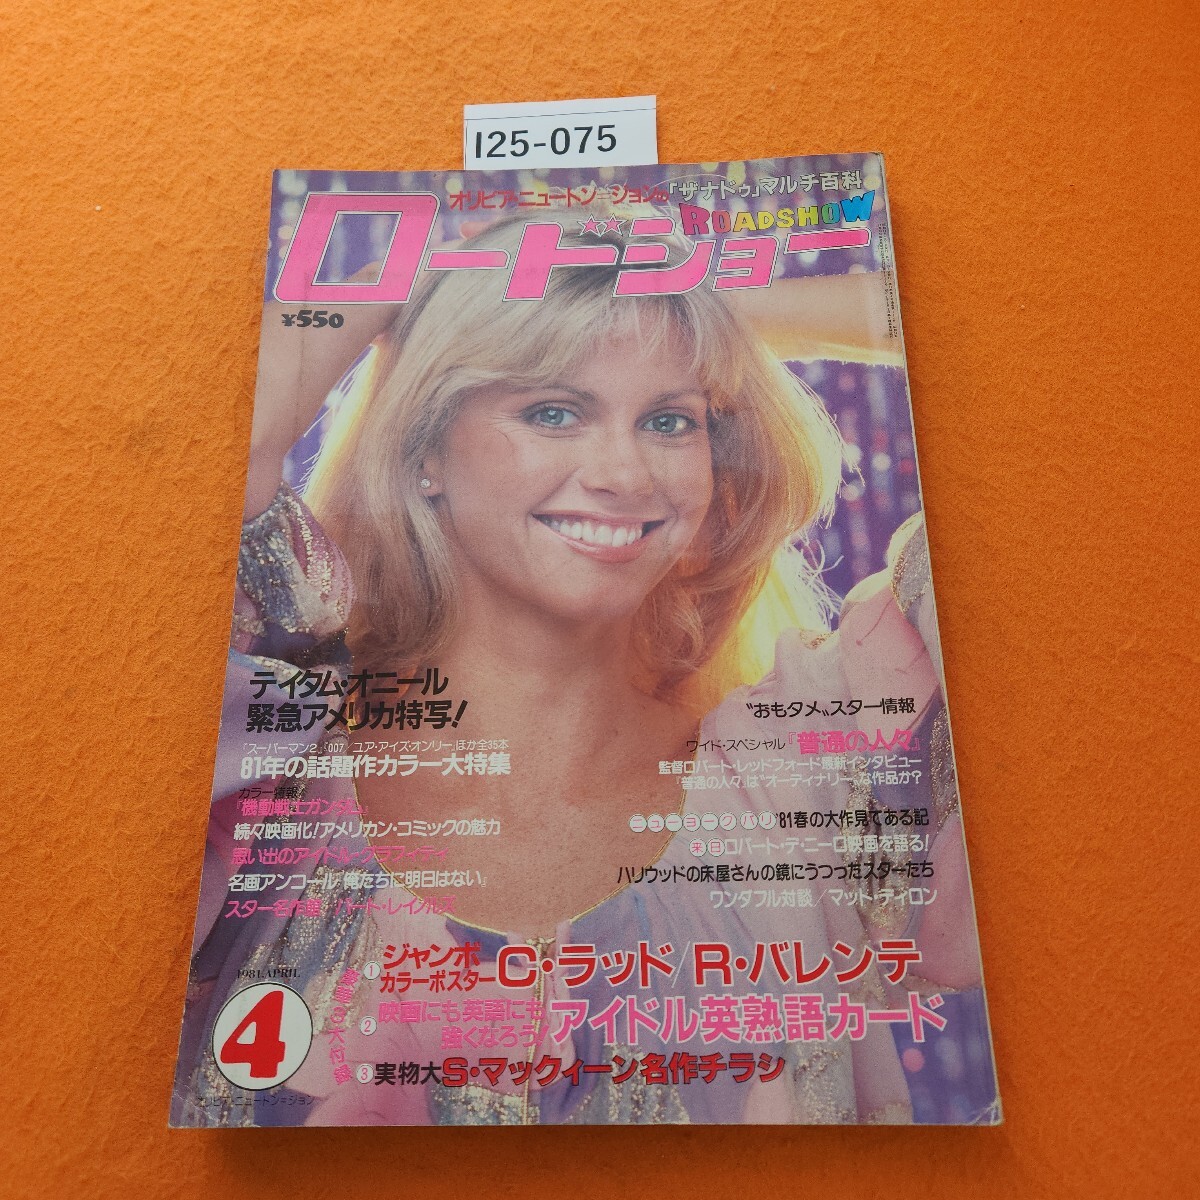 I25-075
オリビア・ニュートン＝ジョンの「ザナドゥ」マルチ百科
ROADSHOW
ロードショー
¥550
テイタム・オニール
緊急アメリカ特写!
『スーパーマン2』『007/ユア・アイズ・オンリー』ほか全35本
81年の話題作カラー大特集
カラー情報
『機動戦士ガンダム』
続々映画化!アメリカン・コミックの魅力
思い出のアイドル・グラフィティ
名画アンコール『俺たちに明日はない』
スター名作館 バート・レイノルズ
〝おもタメ〟スター情報
ワイド・スペシャル『普通の人々』
監督ロバート・レッドフォード最新インタビュー
『普通の人々』は〝オーディナリー〟な作品か?
ニューヨーク パリ '81春の大作見てある記
来日 ロバート・デ・ニーロ映画を語る!
ハリウッドの床屋さんの鏡にうつったスターたち
ワンダフル対談/マット・ディロン
1981.APRIL
4
豪華3大付録
①ジャンボカラーポスター C・ラッド/R・バレンテ
②映画にも英語にも強くなろう! アイドル英熟語カード
③実物大S・マックィーン名作チラシ
オリビア・ニュートン＝ジョン